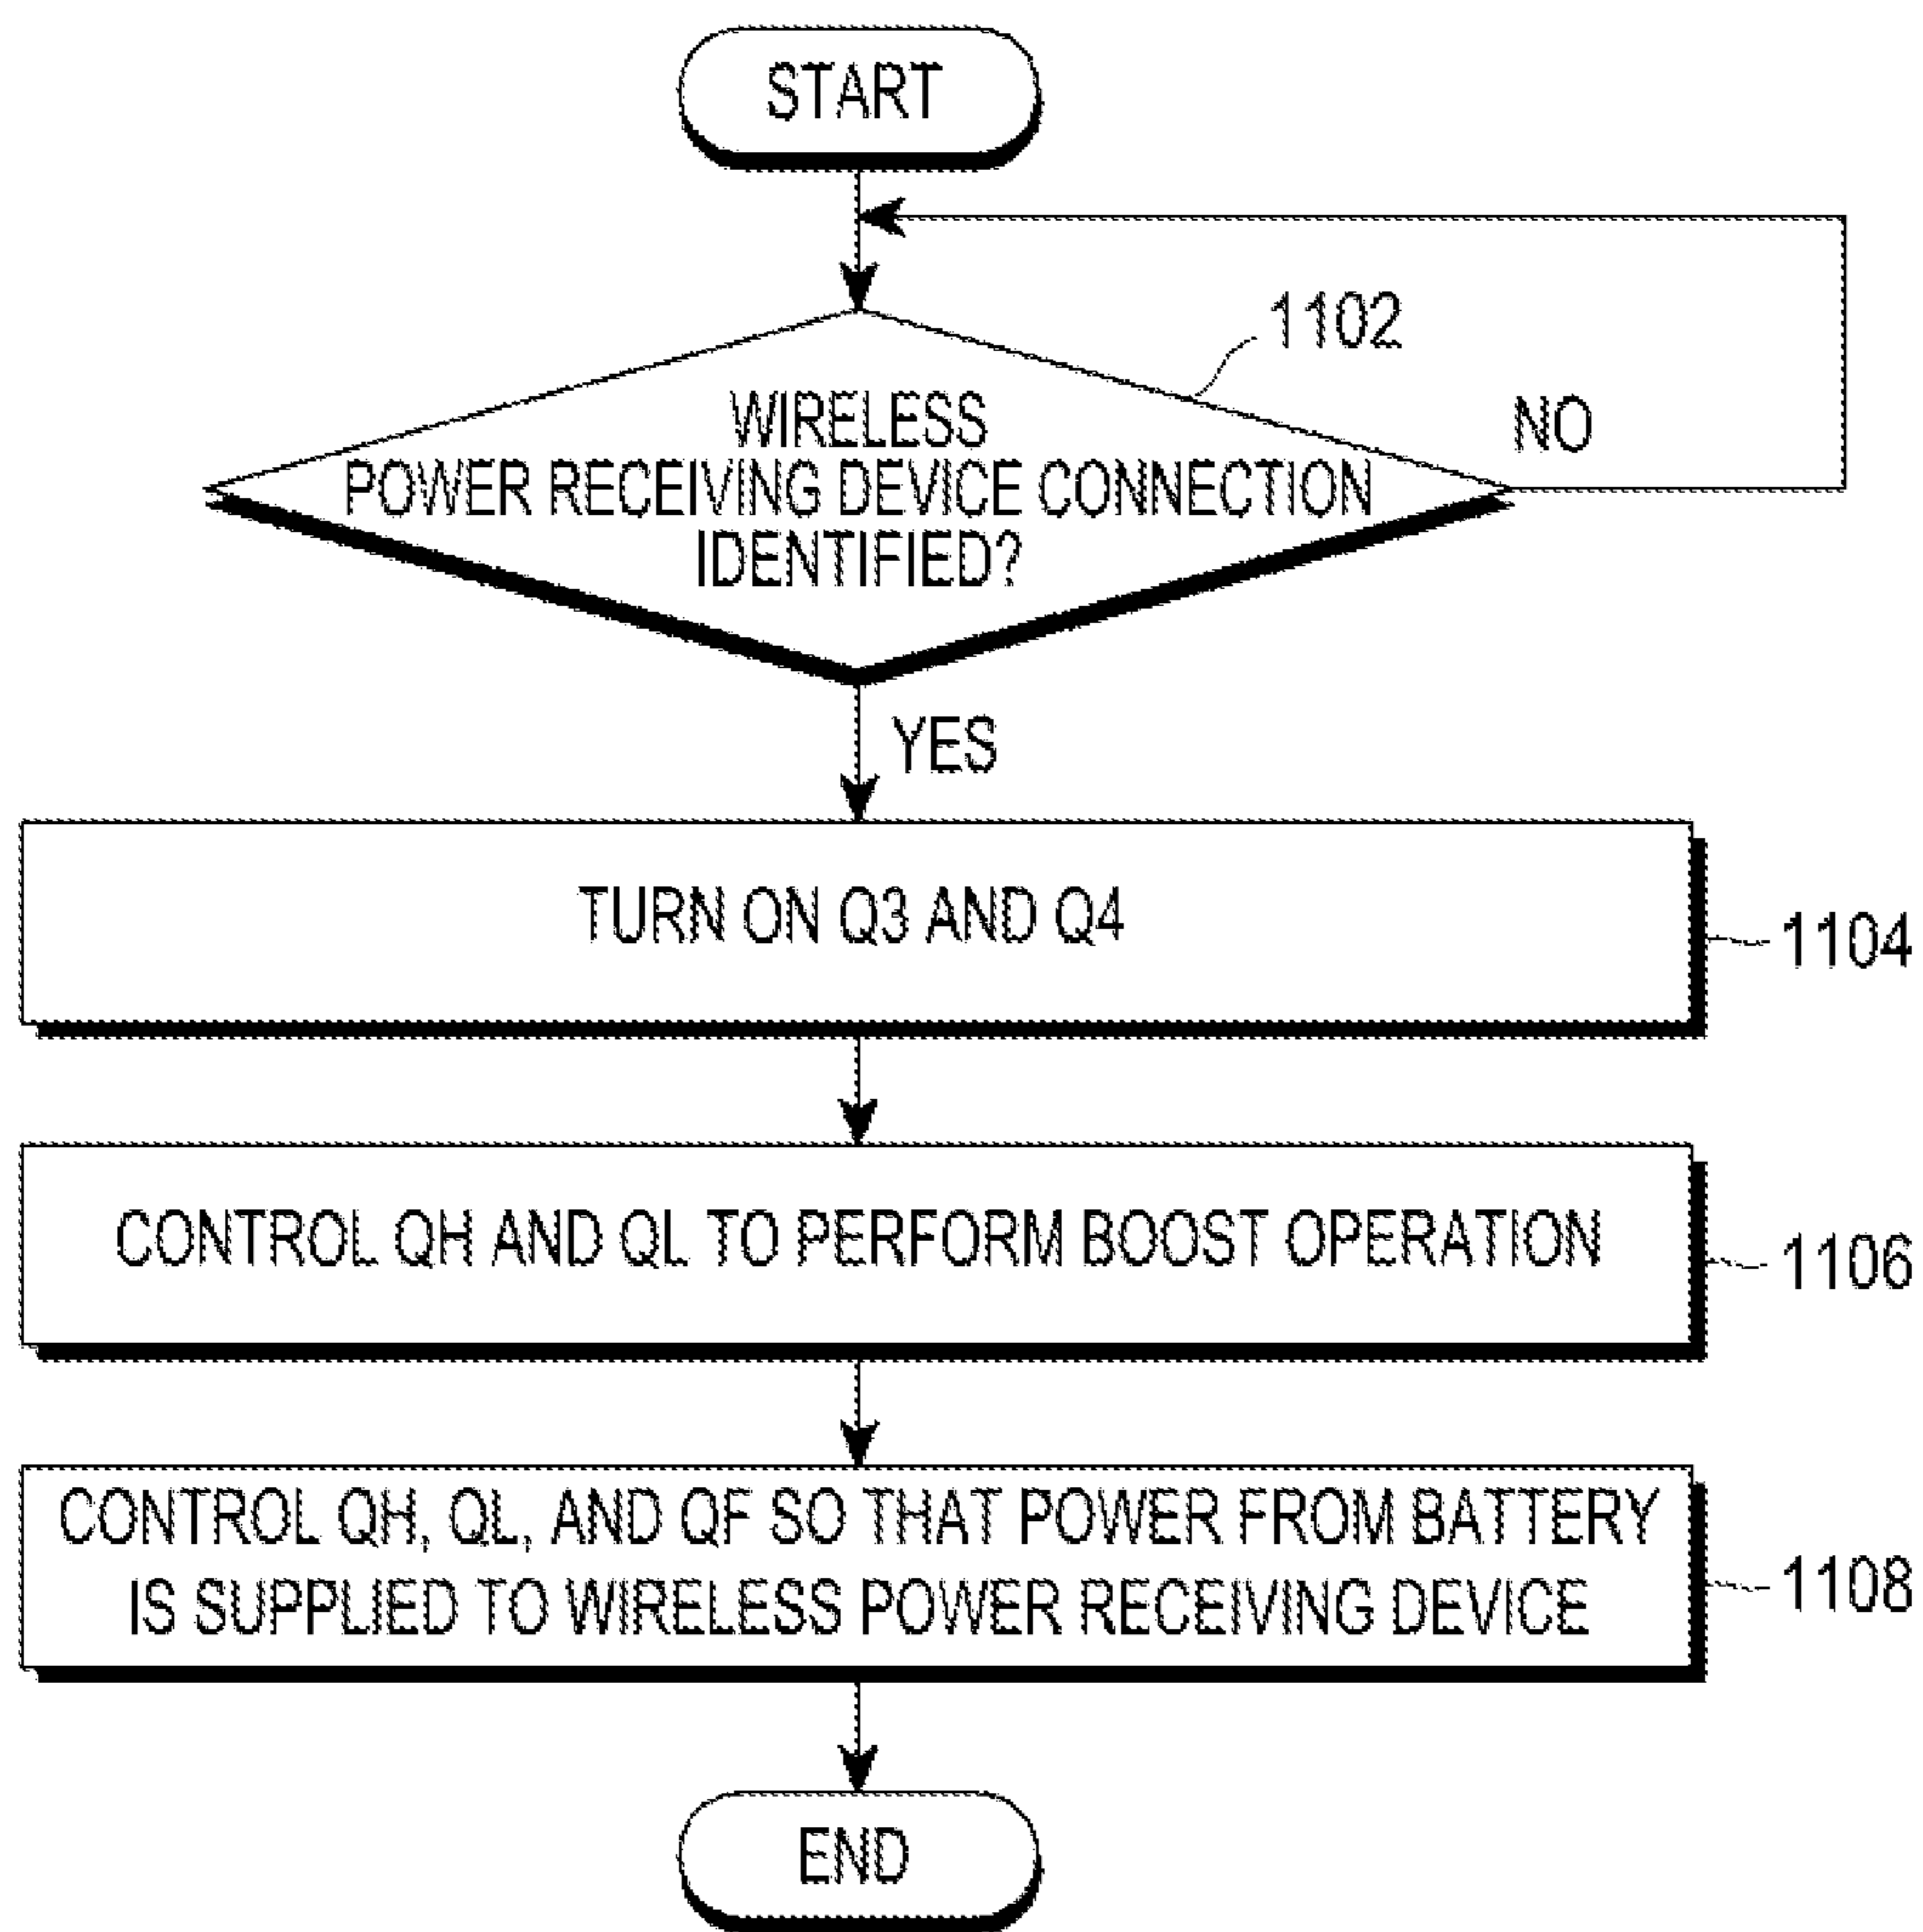 START
1102
WIRELESS
POWER RECEIVING DEVICE CONNECTION
IDENTIFIED?
NO
YES
TURN ON Q3 AND Q4
1104
CONTROL QH AND QL TO PERFORM BOOST OPERATION
1106
CONTROL QH, QL, AND QF SO THAT POWER FROM BATTERY
IS SUPPLIED TO WIRELESS POWER RECEIVING DEVICE
1108
END